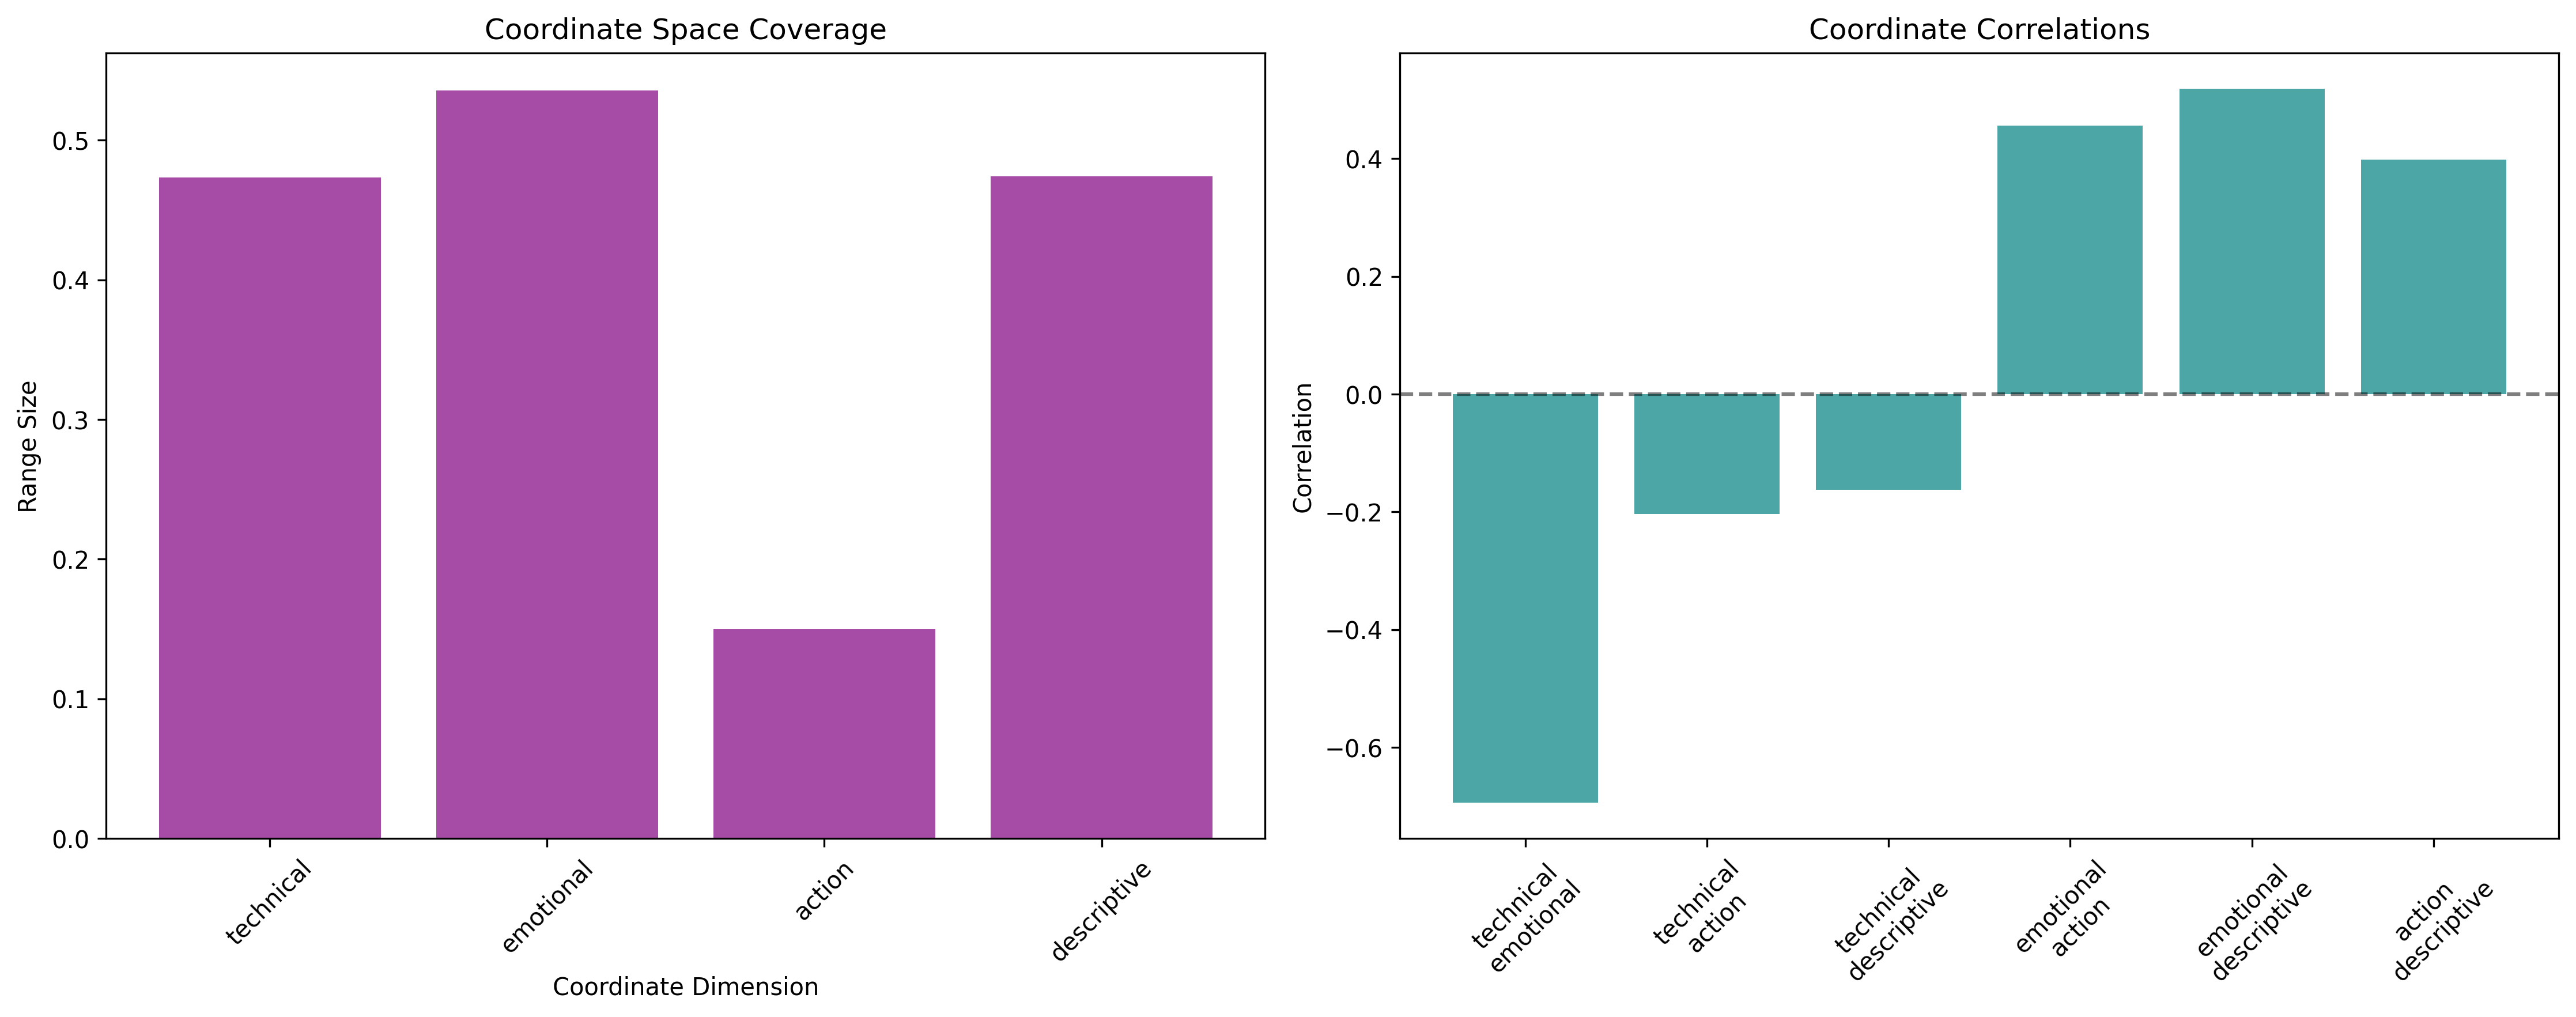 Coordinate Space Coverage
Range Size
0.5
0.4
0.3
0.2
0.1
0.0
technical
emotional
action
descriptive
Coordinate Dimension
Coordinate Correlations
Correlation
0.4
0.2
0.0
−0.2
−0.4
−0.6
technical
emotional
technical
action
technical
descriptive
emotional
action
emotional
descriptive
action
descriptive